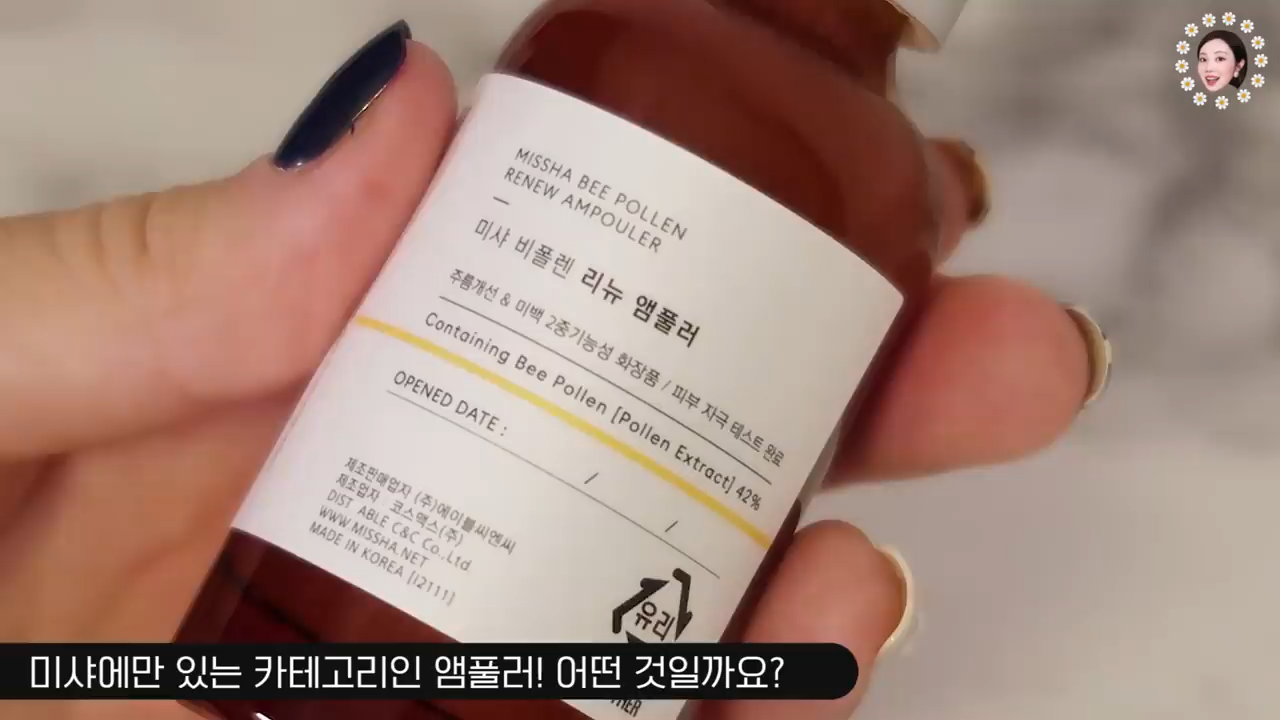 MISSHA BEE POLLEN
RENEW AMPOULER
미샤 비폴렌 리뉴 앰풀러
주름개선 & 미백 2중기능성 화장품 / 피부 자극 테스트 완료
Containing Bee Pollen [Pollen Extract] 42%
OPENED DATE : / /
제조판매업자 (주)에이블씨엔씨
제조업자 코스맥스(주)
DIST ABLE C&C Co.,Ltd
WWW.MISSHA.NET
MADE IN KOREA [I2111]
유리
미샤에만 있는 카테고리인 앰풀러! 어떤 것일까요?